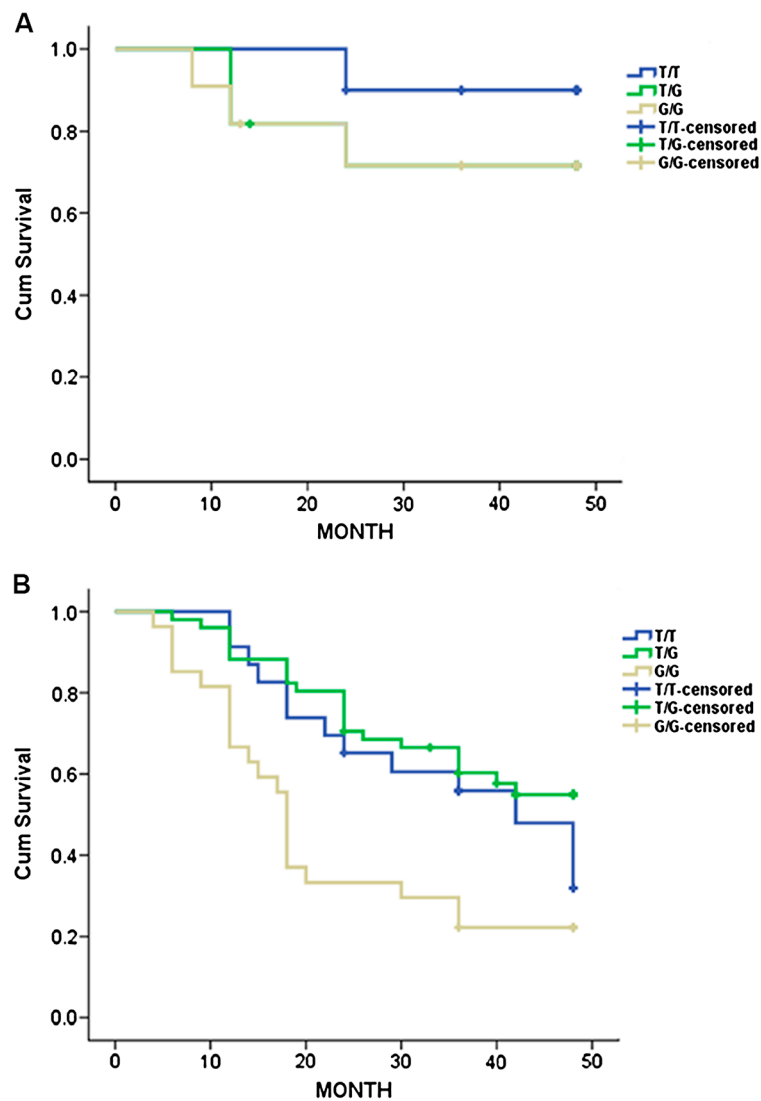 A
1.0
0.8
0.6
0.4
0.2
0.0
Cum Survival
0 10 20 30 40 50
MONTH
T/T
T/G
G/G
T/T-censored
T/G-censored
G/G-censored
B
1.0
0.8
0.6
0.4
0.2
0.0
Cum Survival
0 10 20 30 40 50
MONTH
T/T
T/G
G/G
T/T-censored
T/G-censored
G/G-censored